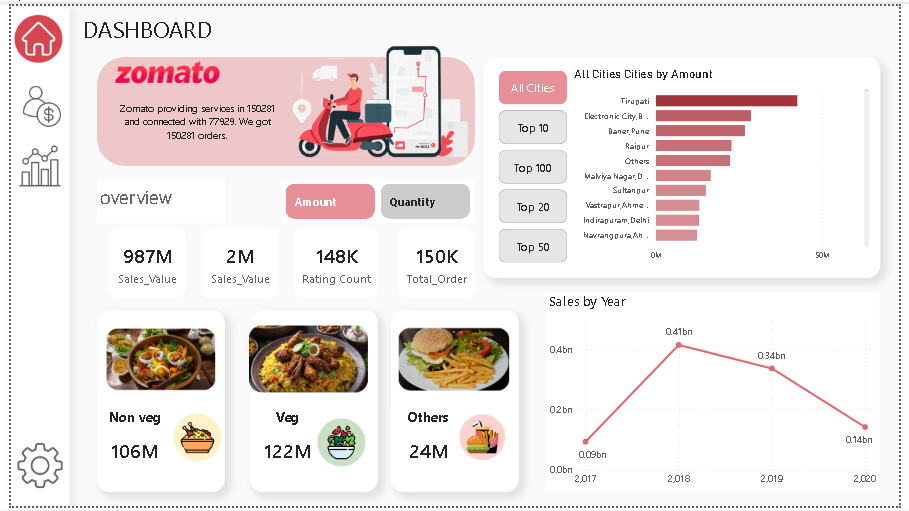 DASHBOARD
zomato
Zomato providing services in 150281
and connected with 77929. We got
150281 orders.
overview
Amount
Quantity
987M
Sales_Value
2M
Sales_Value
148K
Rating Count
150K
Total_Order
Non veg
106M
Veg
122M
Others
24M
All Cities
Top 10
Top 100
Top 20
Top 50
All Cities Cities by Amount
Tirupati
Electronic City,B...
Baner,Pune
Raipur
Others
Malviya Nagar,D...
Sultanpur
Vastrapur,Ahme...
Indirapuram,Delhi
Navrangpura,Ah...
0M
50M
Sales by Year
0.4bn
0.2bn
0.0bn
0.09bn
0.41bn
0.34bn
0.14bn
2,017
2,018
2,019
2,020